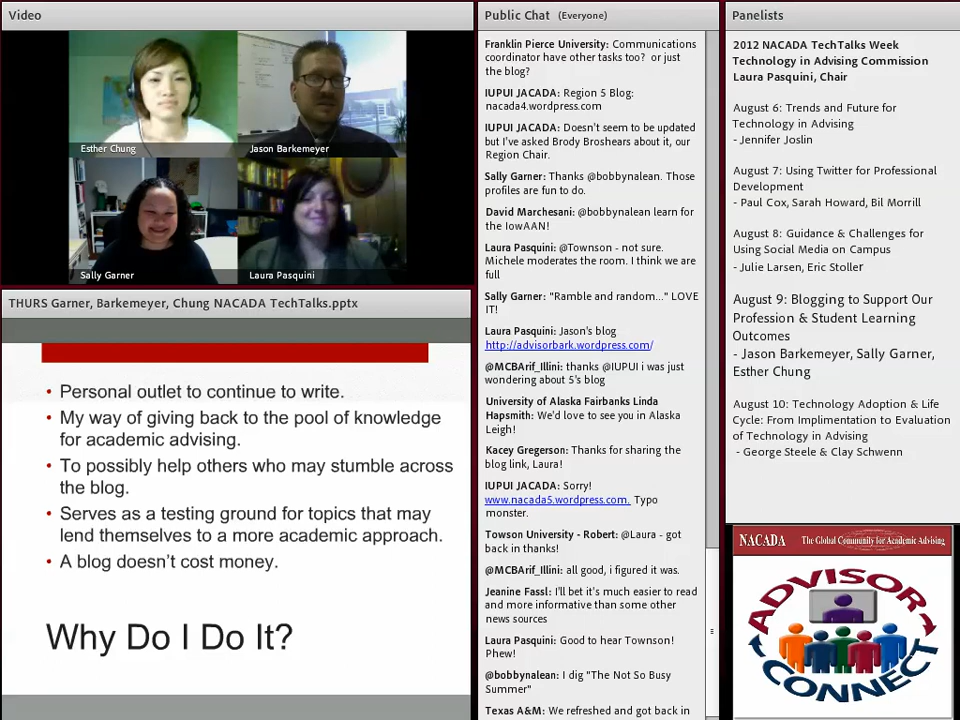 Video
Esther Chung
Jason Barkemeyer
Sally Garner
Laura Pasquini
THURS Garner, Barkemeyer, Chung NACADA TechTalks.pptx
• Personal outlet to continue to write.
• My way of giving back to the pool of knowledge
for academic advising.
• To possibly help others who may stumble across
the blog.
• Serves as a testing ground for topics that may
lend themselves to a more academic approach.
• A blog doesn't cost money.
Why Do I Do It?
Public Chat (Everyone)
Franklin Pierce University: Communications
coordinator have other tasks too? or just
the blog?
IUPUI JACADA: Region 5 Blog:
nacada4.wordpress.com
IUPUI JACADA: Doesn't seem to be updated
but I've asked Brody Broshears about it, our
Region Chair.
Sally Garner: Thanks @bobbynalean. Those
profiles are fun to do.
David Marchesani: @bobbynalean learn for
the IowAAN!
Laura Pasquini: @Townson - not sure.
Michele moderates the room. I think we are
full
Sally Garner: "Ramble and random..." LOVE
IT!
Laura Pasquini: Jason's blog
http://advisorbark.wordpress.com/
@MCBArif_Illini: thanks @IUPUI i was just
wondering about 5's blog
University of Alaska Fairbanks Linda
Hapsmith: We'd love to see you in Alaska
Leigh!
Kacey Gregerson: Thanks for sharing the
blog link, Laura!
IUPUI JACADA: Sorry!
www.nacada5.wordpress.com. Typo
monster.
Towson University - Robert: @Laura - got
back in thanks!
@MCBArif_Illini: all good, i figured it was.
Jeanine Fassl: I'll bet it's much easier to read
and more informative than some other
news sources
Laura Pasquini: Good to hear Townson!
Phew!
@bobbynalean: I dig "The Not So Busy
Summer"
Texas A&M: We refreshed and got back in
Panelists
2012 NACADA TechTalks Week
Technology in Advising Commission
Laura Pasquini, Chair
August 6: Trends and Future for
Technology in Advising
- Jennifer Joslin
August 7: Using Twitter for Professional
Development
- Paul Cox, Sarah Howard, Bil Morrill
August 8: Guidance & Challenges for
Using Social Media on Campus
- Julie Larsen, Eric Stoller
August 9: Blogging to Support Our
Profession & Student Learning
Outcomes
- Jason Barkemeyer, Sally Garner,
Esther Chung
August 10: Technology Adoption & Life
Cycle: From Implimentation to Evaluation
of Technology in Advising
- George Steele & Clay Schwenn
NACADA The Global Community for Academic Advising
ADVISOR
CONNECT